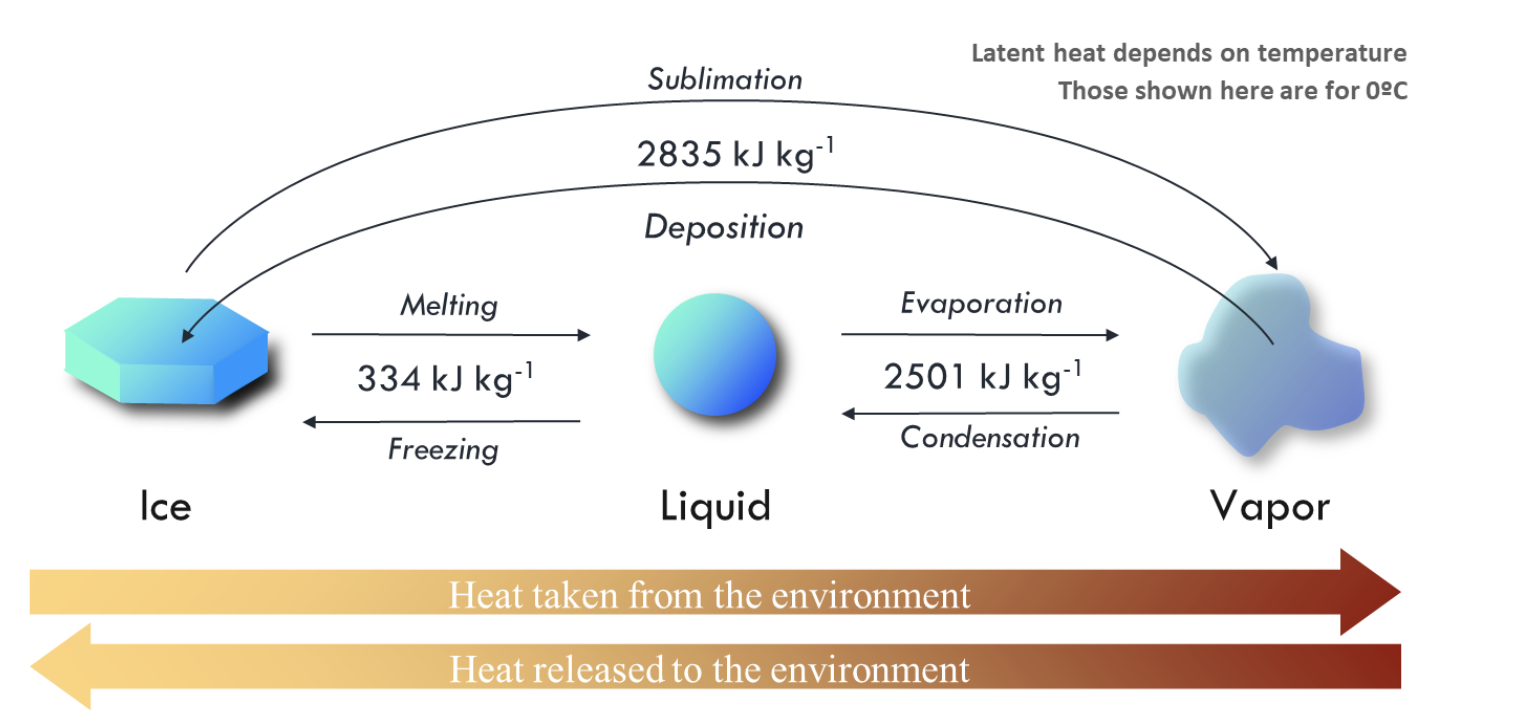 Latent heat depends on temperature
Those shown here are for 0ºC
Sublimation
2835 kJ kg⁻¹
Deposition
Melting
334 kJ kg⁻¹
Freezing
Evaporation
2501 kJ kg⁻¹
Condensation
Ice
Liquid
Vapor
Heat taken from the environment
Heat released to the environment